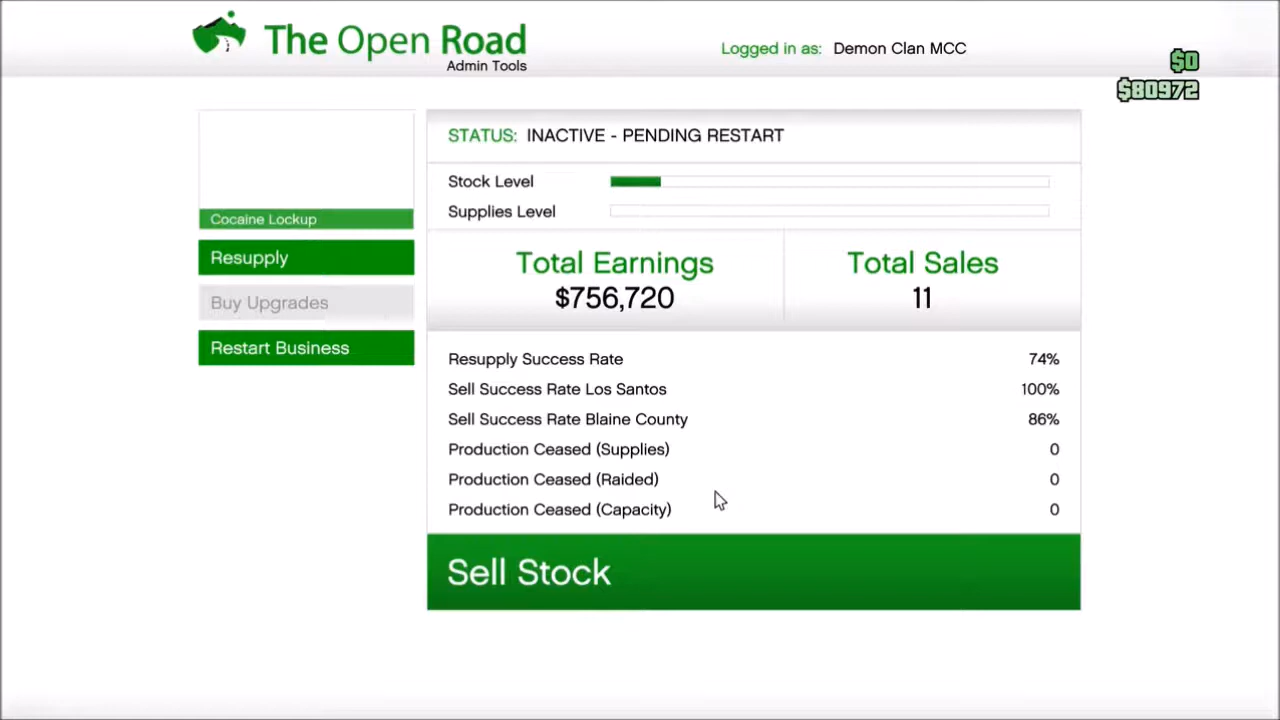 The Open Road
Admin Tools
Logged in as: Demon Clan MCC
$0
$80972
STATUS: INACTIVE - PENDING RESTART
Stock Level
Supplies Level
Cocaine Lockup
Resupply
Buy Upgrades
Restart Business
Total Earnings
$756,720
Total Sales
11
Resupply Success Rate 74%
Sell Success Rate Los Santos 100%
Sell Success Rate Blaine County 86%
Production Ceased (Supplies) 0
Production Ceased (Raided) 0
Production Ceased (Capacity) 0
Sell Stock